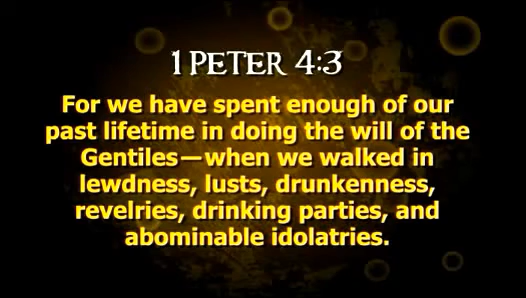 1 PETER 4:3
For we have spent enough of our
past lifetime in doing the will of the
Gentiles—when we walked in
lewdness, lusts, drunkenness,
revelries, drinking parties, and
abominable idolatries.